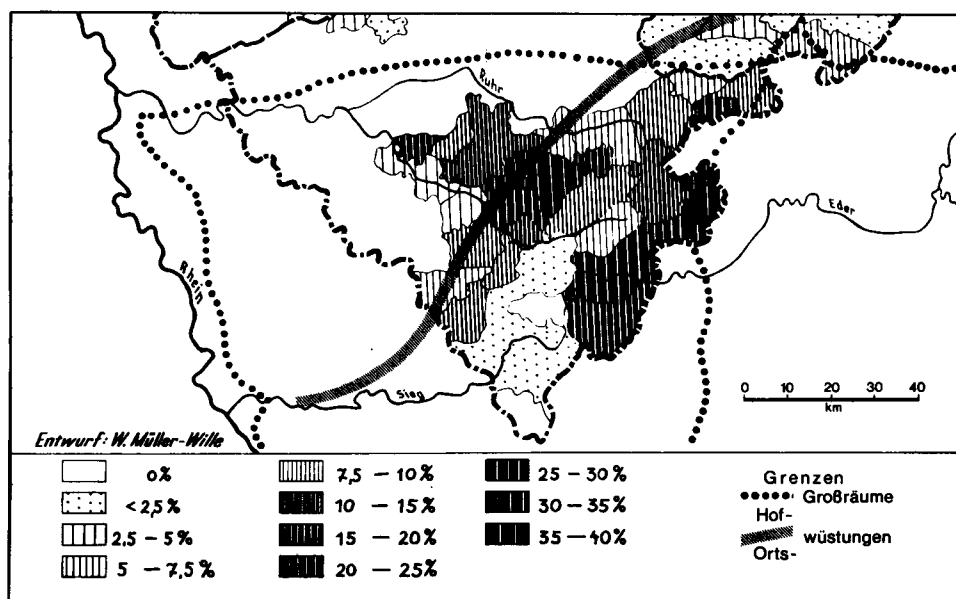 Ruhr
Eder
Rhein
Sieg
0 10 20 30 40
km
Entwurf: W. Müller-Wille
0%
<2,5%
2,5 – 5%
5 – 7,5%
7,5 – 10%
10 – 15%
15 – 20%
20 – 25%
25 – 30%
30 – 35%
35 – 40%
Grenzen
Großräume
Hof-
wüstungen
Orts-